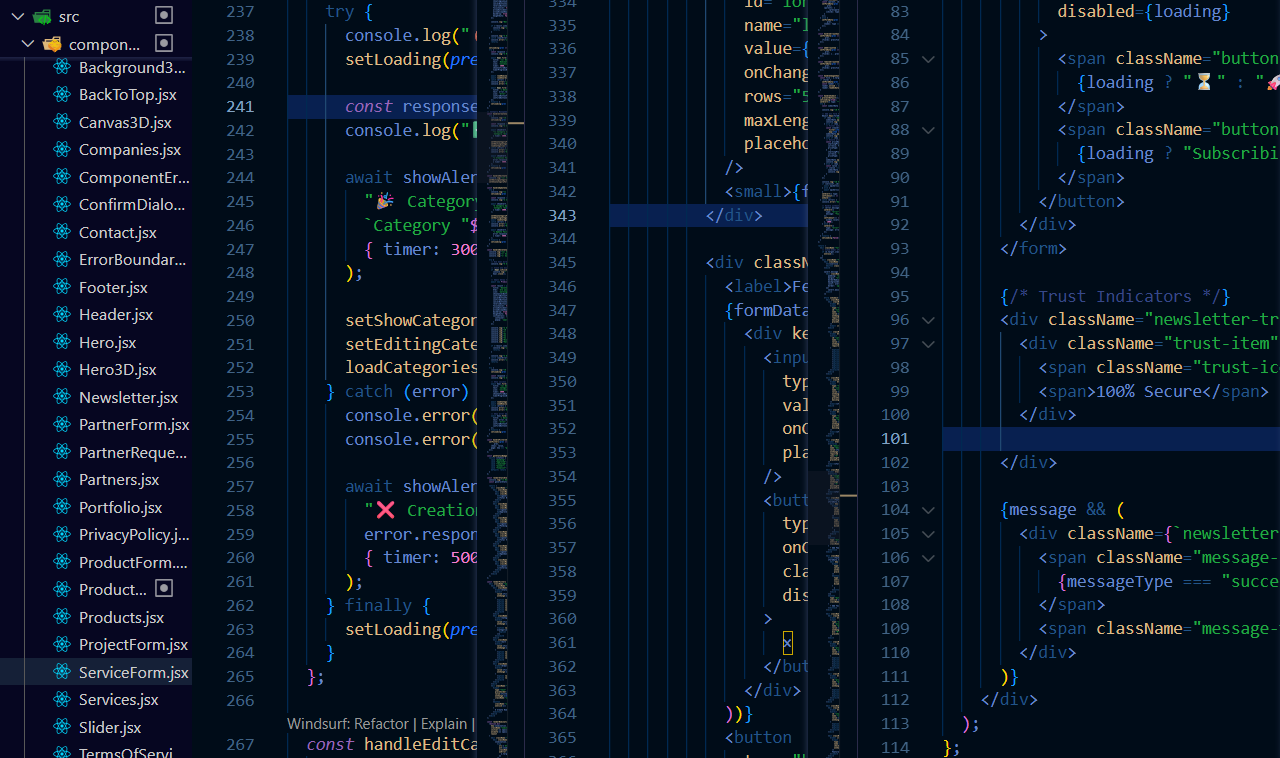 src
compon...
Background3...
BackToTop.jsx
Canvas3D.jsx
Companies.jsx
ComponentEr...
ConfirmDialo...
Contact.jsx
ErrorBoundar...
Footer.jsx
Header.jsx
Hero.jsx
Hero3D.jsx
Newsletter.jsx
PartnerForm.jsx
PartnerReque...
Partners.jsx
Portfolio.jsx
PrivacyPolicy.j...
ProductForm....
Product...
Products.jsx
ProjectForm.jsx
ServiceForm.jsx
Services.jsx
Slider.jsx
TermsOfServi...
237 try {
238 console.log("
239 setLoading(pre
240
241 const response
242 console.log("
243
244 await showAler
245 "🎉 Category
246 `Category "$
247 { timer: 300
248 );
249
250 setShowCategor
251 setEditingCate
252 loadCategories
253 } catch (error)
254 console.error(
255 console.error(
256
257 await showAler
258 "❌ Creation
259 error.respon
260 { timer: 500
261 );
262 } finally {
263 setLoading(pre
264 }
265 };
266
Windsurf: Refactor | Explain |
267 const handleEditCa
334 id="lon
335 name="l
336 value={
337 onChang
338 rows="5
339 maxLeng
340 placeho
341 />
342 <small>{f
343 </div>
344
345 <div classN
346 <label>Fe
347 {formData
348 <div ke
349 <inpu
350 typ
351 val
352 onC
353 pla
354 />
355 <butt
356 typ
357 onC
358 cla
359 dis
360 >
361 x
362 </but
363 </div>
364 ))}
365 <button
83 disabled={loading}
84 >
85 <span className="button
86 {loading ? "⏳" : "🚀
87 </span>
88 <span className="button
89 {loading ? "Subscribi
90 </span>
91 </button>
92 </div>
93 </form>
94
95 {/* Trust Indicators */}
96 <div className="newsletter-tr
97 <div className="trust-item"
98 <span className="trust-ic
99 <span>100% Secure</span>
100 </div>
101
102 </div>
103
104 {message && (
105 <div className={`newsletter
106 <span className="message-
107 {messageType === "succe
108 </span>
109 <span className="message-
110 </div>
111 )}
112 </div>
113 );
114 };